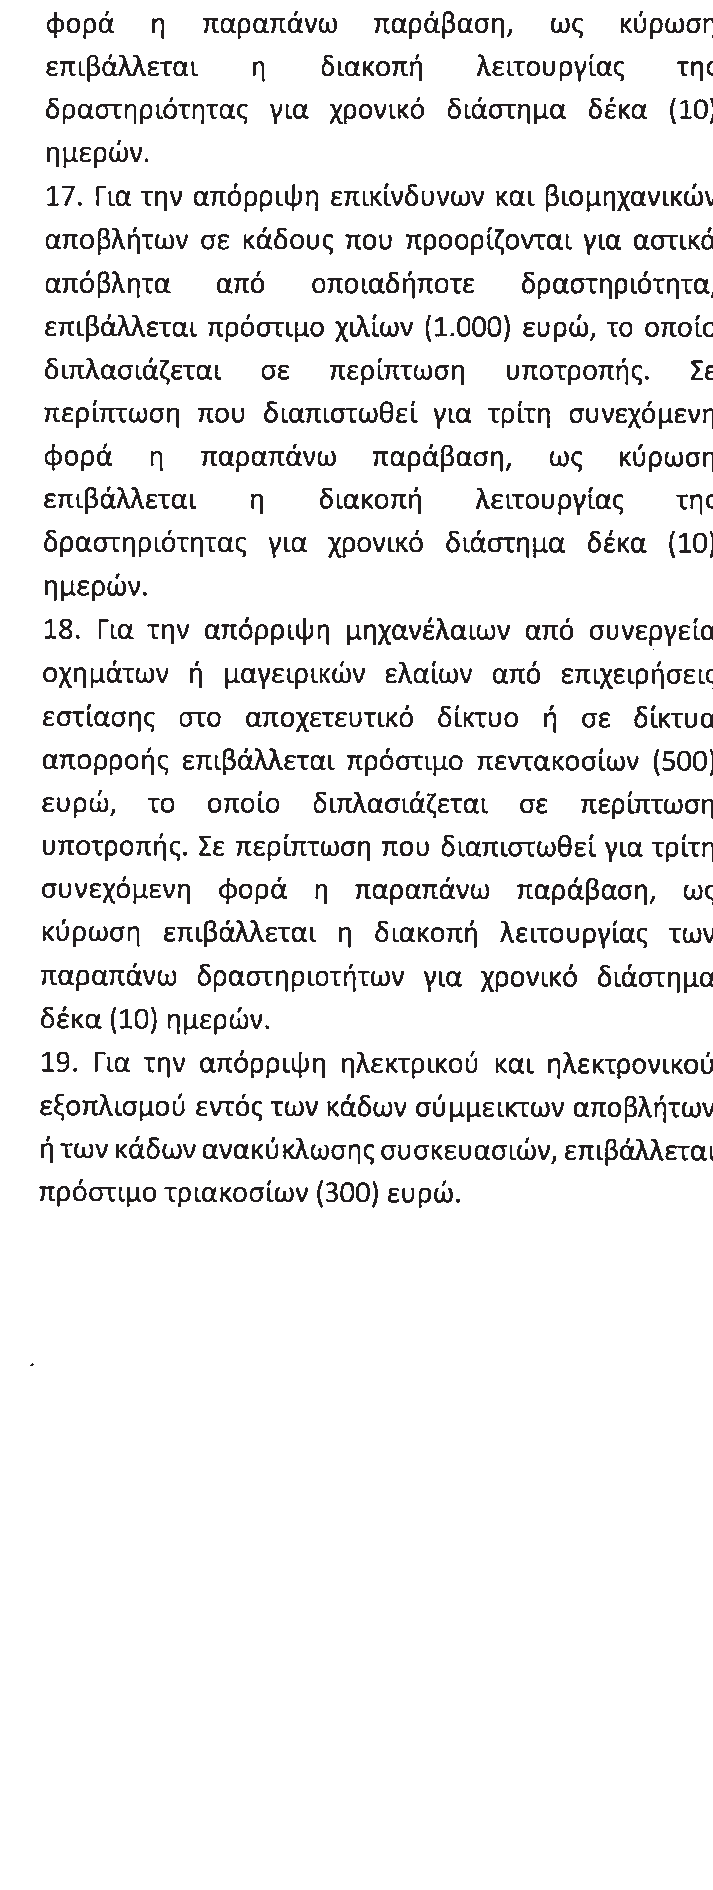 φορά η παραπάνω παράβαση, ως κύρωση
επιβάλλεται η διακοπή λειτουργίας της
δραστηριότητας για χρονικό διάστημα δέκα (10)
ημερών.
17. Για την απόρριψη επικίνδυνων και βιομηχανικών
αποβλήτων σε κάδους που προορίζονται για αστικά
απόβλητα από οποιαδήποτε δραστηριότητα,
επιβάλλεται πρόστιμο χιλίων (1.000) ευρώ, το οποίο
διπλασιάζεται σε περίπτωση υποτροπής. Σε
περίπτωση που διαπιστωθεί για τρίτη συνεχόμενη
φορά η παραπάνω παράβαση, ως κύρωση
επιβάλλεται η διακοπή λειτουργίας της
δραστηριότητας για χρονικό διάστημα δέκα (10)
ημερών.
18. Για την απόρριψη μηχανέλαιων από συνεργεία
οχημάτων ή μαγειρικών ελαίων από επιχειρήσεις
εστίασης στο αποχετευτικό δίκτυο ή σε δίκτυα
απορροής επιβάλλεται πρόστιμο πεντακοσίων (500)
ευρώ, το οποίο διπλασιάζεται σε περίπτωση
υποτροπής. Σε περίπτωση που διαπιστωθεί για τρίτη
συνεχόμενη φορά η παραπάνω παράβαση, ως
κύρωση επιβάλλεται η διακοπή λειτουργίας των
παραπάνω δραστηριοτήτων για χρονικό διάστημα
δέκα (10) ημερών.
19. Για την απόρριψη ηλεκτρικού και ηλεκτρονικού
εξοπλισμού εντός των κάδων σύμμεικτων αποβλήτων
ή των κάδων ανακύκλωσης συσκευασιών, επιβάλλεται
πρόστιμο τριακοσίων (300) ευρώ.